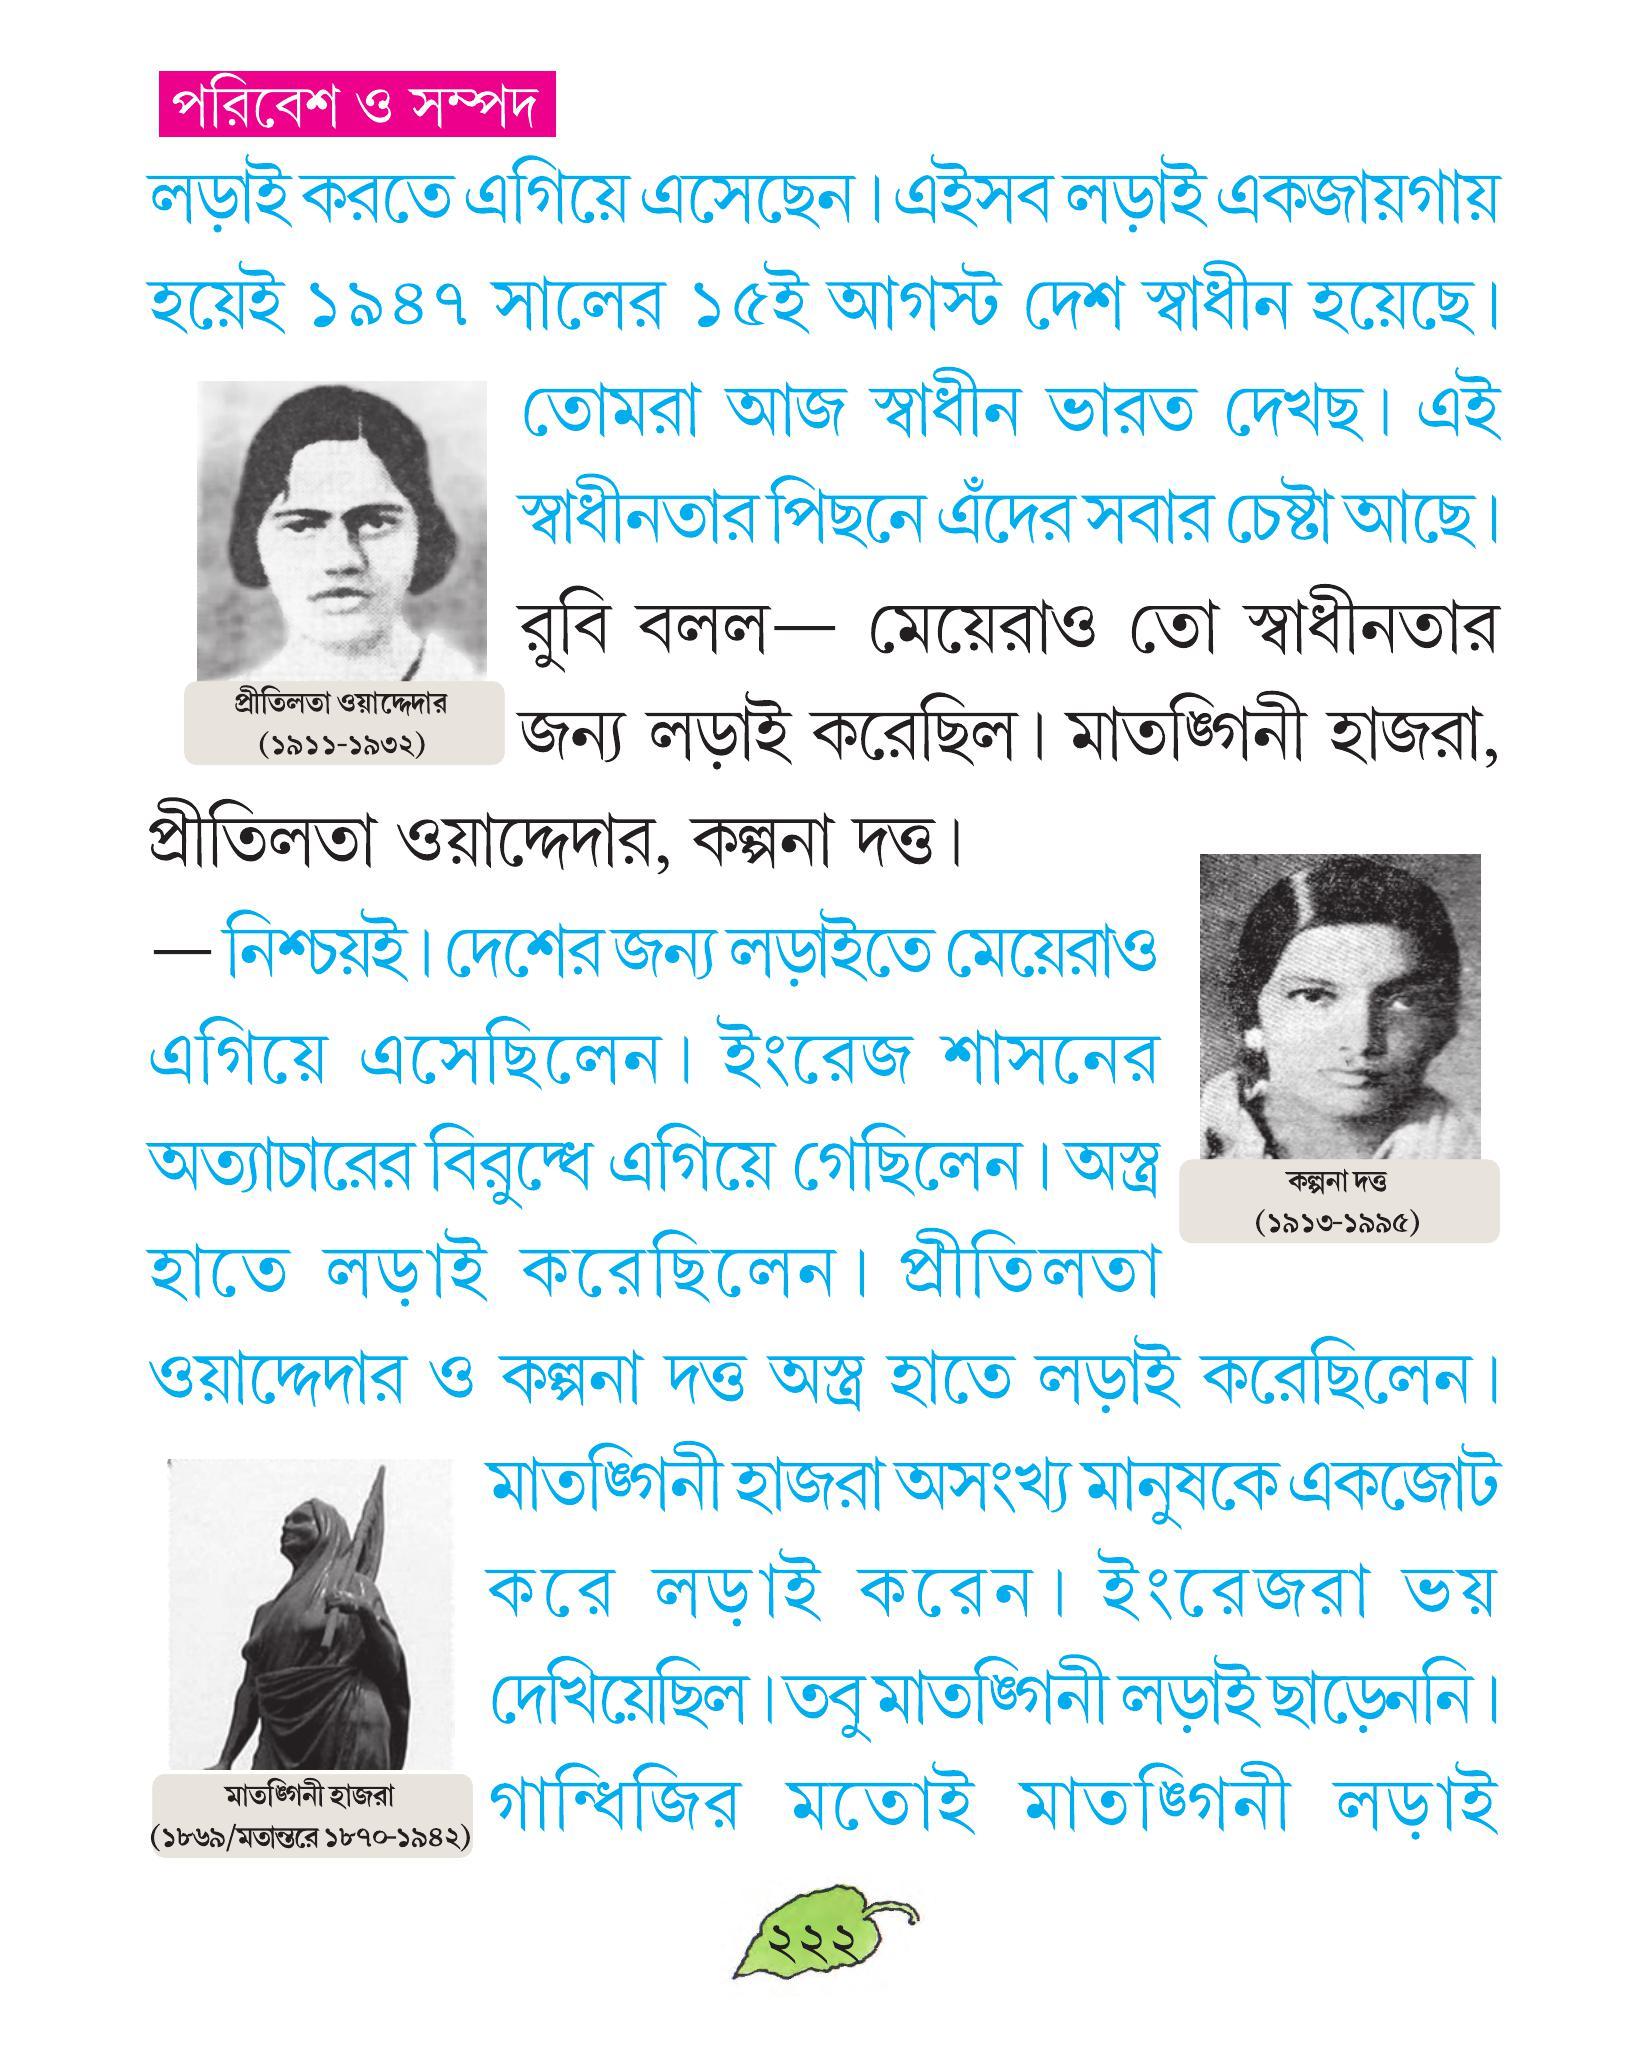 পরিবেশ ও সম্পদ
লড়াই করতে এগিয়ে এসেছেন। এইসব লড়াই একজায়গায়
হয়েই ১৯৪৭ সালের ১৫ই আগস্ট দেশ স্বাধীন হয়েছে।
তোমরা আজ স্বাধীন ভারত দেখছ। এই
স্বাধীনতার পিছনে এঁদের সবার চেষ্টা আছে।
রুবি বলল— মেয়েরাও তো স্বাধীনতার
জন্য লড়াই করেছিল। মাতঙ্গিনী হাজরা,
প্রীতিলতা ওয়াদ্দেদার, কল্পনা দত্ত।
প্রীতিলতা ওয়াদ্দেদার
(১৯১১-১৯৩২)
— নিশ্চয়ই। দেশের জন্য লড়াইতে মেয়েরাও
এগিয়ে এসেছিলেন। ইংরেজ শাসনের
অত্যাচারের বিরুদ্ধে এগিয়ে গেছিলেন। অস্ত্র
হাতে লড়াই করেছিলেন। প্রীতিলতা
ওয়াদ্দেদার ও কল্পনা দত্ত অস্ত্র হাতে লড়াই করেছিলেন।
কল্পনা দত্ত
(১৯১৩-১৯৯৫)
মাতঙ্গিনী হাজরা অসংখ্য মানুষকে একজোট
করে লড়াই করেন। ইংরেজরা ভয়
দেখিয়েছিল। তবু মাতঙ্গিনী লড়াই ছাড়েননি।
গান্ধিজির মতোই মাতঙ্গিনী লড়াই
মাতঙ্গিনী হাজরা
(১৮৬৯/মতান্তরে ১৮৭০-১৯৪২)
২২২